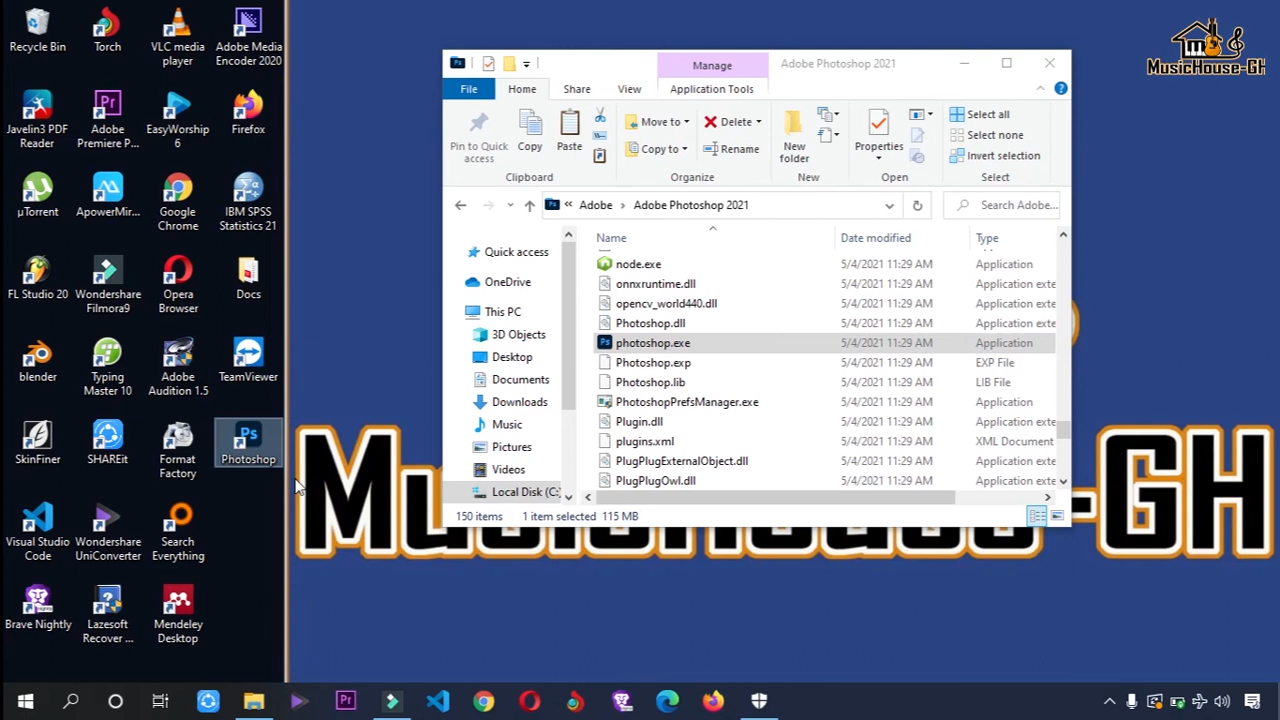 Recycle Bin
Torch
VLC media
player
Adobe Media
Encoder 2020
Javelin3 PDF
Reader
Adobe
Premiere P...
EasyWorship
6
Firefox
µTorrent
ApowerMir...
Google
Chrome
IBM SPSS
Statistics 21
FL Studio 20
Wondershare
Filmora9
Opera
Browser
Docs
blender
Typing
Master 10
Adobe
Audition 1.5
TeamViewer
SkinFiner
SHAREit
Format
Factory
Photoshop
Visual Studio
Code
Wondershare
UniConverter
Search
Everything
Brave Nightly
Lazesoft
Recover ...
Mendeley
Desktop
MusicHouse-GH
Manage
Adobe Photoshop 2021
File
Home
Share
View
Application Tools
Pin to Quick
access
Copy
Paste
Move to
Copy to
Delete
Rename
New
folder
Properties
Select all
Select none
Invert selection
Clipboard
Organize
New
Open
Select
« Adobe › Adobe Photoshop 2021
Search Adobe...
Quick access
OneDrive
This PC
3D Objects
Desktop
Documents
Downloads
Music
Pictures
Videos
Local Disk (C:)
Name Date modified Type
node.exe 5/4/2021 11:29 AM Application
onnxruntime.dll 5/4/2021 11:29 AM Application exte
opencv_world440.dll 5/4/2021 11:29 AM Application exte
Photoshop.dll 5/4/2021 11:29 AM Application exte
photoshop.exe 5/4/2021 11:29 AM Application
Photoshop.exp 5/4/2021 11:29 AM EXP File
Photoshop.lib 5/4/2021 11:29 AM LIB File
PhotoshopPrefsManager.exe 5/4/2021 11:29 AM Application
Plugin.dll 5/4/2021 11:29 AM Application exte
plugins.xml 5/4/2021 11:29 AM XML Document
PlugPlugExternalObject.dll 5/4/2021 11:29 AM Application exte
PlugPlugOwl.dll 5/4/2021 11:29 AM Application exte
150 items 1 item selected 115 MB
MusicHouse-GH